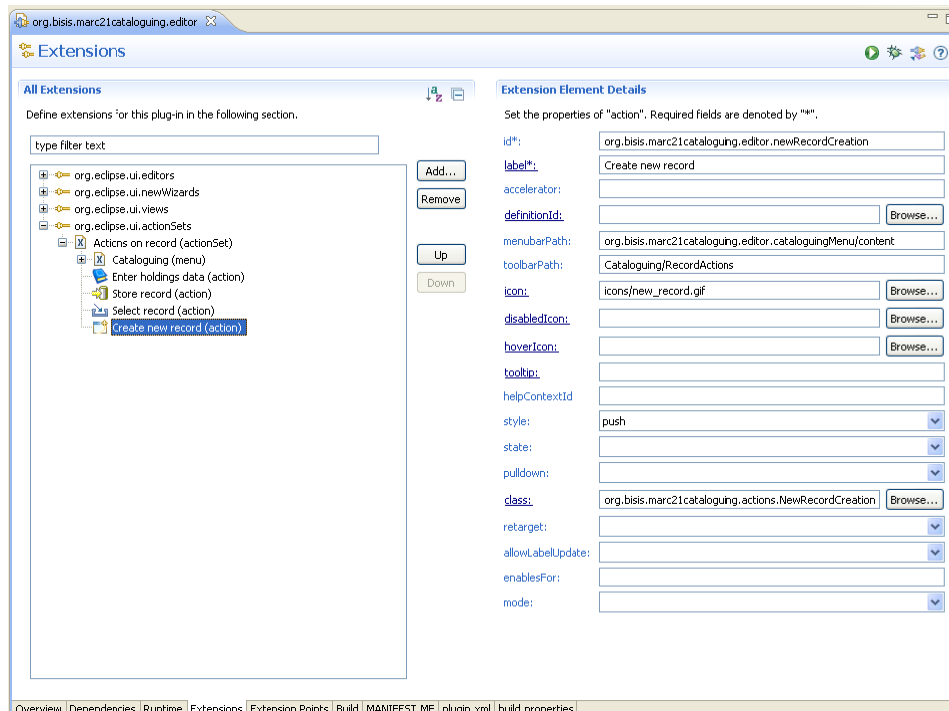 org.bisis.marc21cataloguing.editor
Extensions
All Extensions
Define extensions for this plug-in in the following section.
type filter text
org.eclipse.ui.editors
org.eclipse.ui.newWizards
org.eclipse.ui.views
org.eclipse.ui.actionSets
Actions on record (actionSet)
Cataloguing (menu)
Enter holdings data (action)
Store record (action)
Select record (action)
Create new record (action)
Add...
Remove
Up
Down
Extension Element Details
Set the properties of "action". Required fields are denoted by "*".
id*: org.bisis.marc21cataloguing.editor.newRecordCreation
label*: Create new record
accelerator:
definitionId: Browse...
menubarPath: org.bisis.marc21cataloguing.editor.cataloguingMenu/content
toolbarPath: Cataloguing/RecordActions
icon: icons/new_record.gif Browse...
disabledIcon: Browse...
hoverIcon: Browse...
tooltip:
helpContextId
style: push
state:
pulldown:
class: org.bisis.marc21cataloguing.actions.NewRecordCreation Browse...
retarget:
allowLabelUpdate:
enablesFor:
mode:
Overview Dependencies Runtime Extensions Extension Points Build MANIFEST.MF plugin.xml build.properties